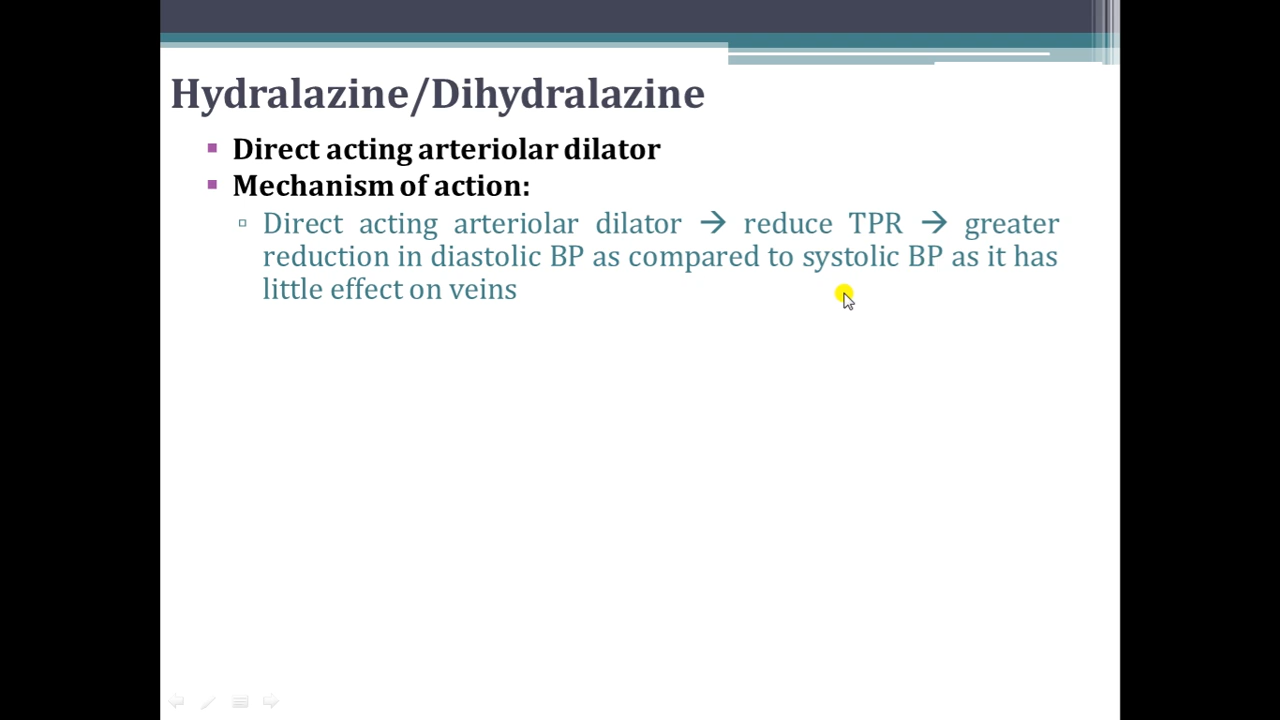 Hydralazine/Dihydralazine
Direct acting arteriolar dilator
Mechanism of action:
Direct acting arteriolar dilator → reduce TPR → greater
reduction in diastolic BP as compared to systolic BP as it has
little effect on veins